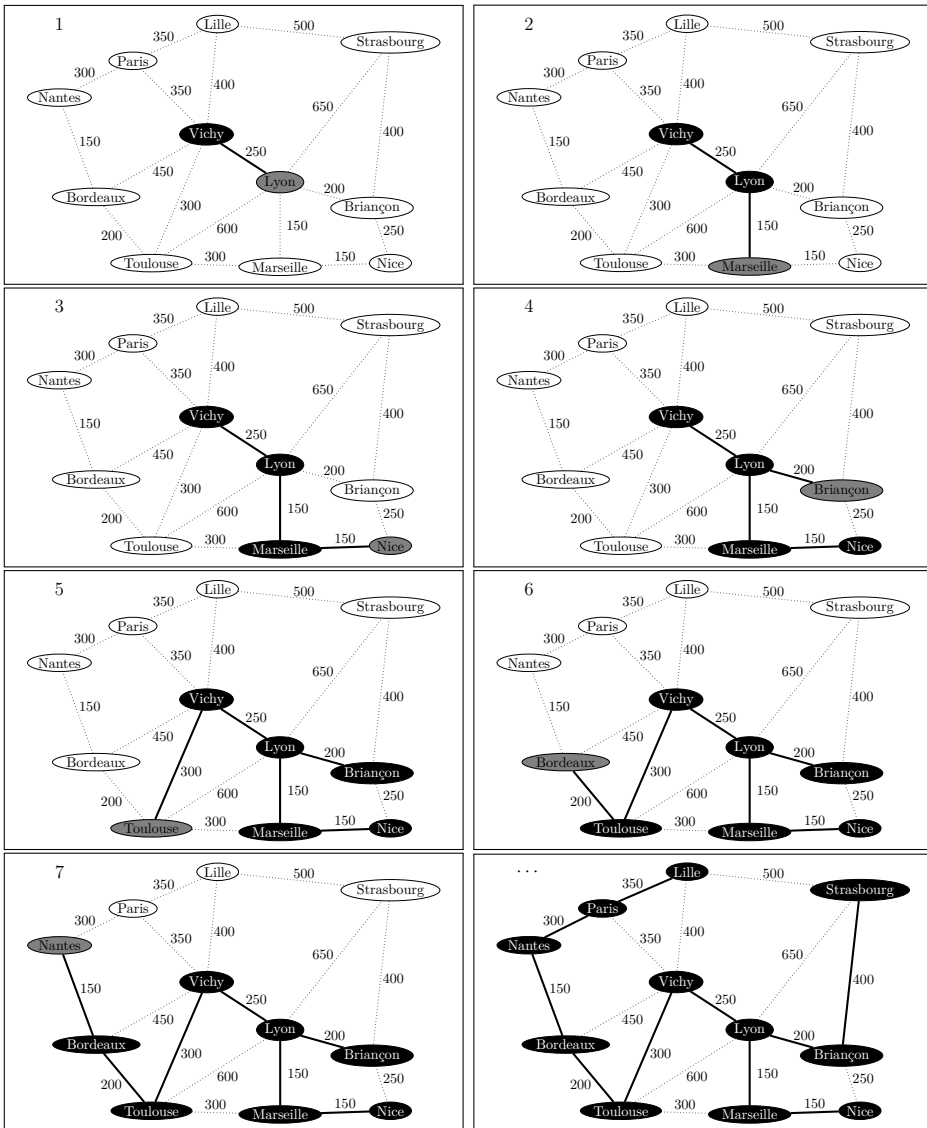 1
Lille
500
Strasbourg
350
Paris
300
Nantes
350
400
650
400
150
Vichy
250
450
Lyon
200
Bordeaux
Briançon
300
200
600
150
250
Toulouse
300
Marseille
150
Nice
2
Lille
500
Strasbourg
350
Paris
300
Nantes
350
400
650
400
150
Vichy
250
450
Lyon
200
Bordeaux
Briançon
300
200
600
150
250
Toulouse
300
Marseille
150
Nice
3
Lille
500
Strasbourg
350
Paris
300
Nantes
350
400
650
400
150
Vichy
250
450
Lyon
200
Bordeaux
Briançon
300
200
600
150
250
Toulouse
300
Marseille
150
Nice
4
Lille
500
Strasbourg
350
Paris
300
Nantes
350
400
650
400
150
Vichy
250
450
Lyon
200
Bordeaux
Briançon
300
200
600
150
250
Toulouse
300
Marseille
150
Nice
5
Lille
500
Strasbourg
350
Paris
300
Nantes
350
400
650
400
150
Vichy
250
450
Lyon
200
Bordeaux
Briançon
300
200
600
150
250
Toulouse
300
Marseille
150
Nice
6
Lille
500
Strasbourg
350
Paris
300
Nantes
350
400
650
400
150
Vichy
250
450
Lyon
200
Bordeaux
Briançon
300
200
600
150
250
Toulouse
300
Marseille
150
Nice
7
Lille
500
Strasbourg
350
Paris
300
Nantes
350
400
650
400
150
Vichy
250
450
Lyon
200
Bordeaux
Briançon
300
200
600
150
250
Toulouse
300
Marseille
150
Nice
...
Lille
500
Strasbourg
350
Paris
300
Nantes
350
400
650
400
150
Vichy
250
450
Lyon
200
Bordeaux
Briançon
300
200
600
150
250
Toulouse
300
Marseille
150
Nice